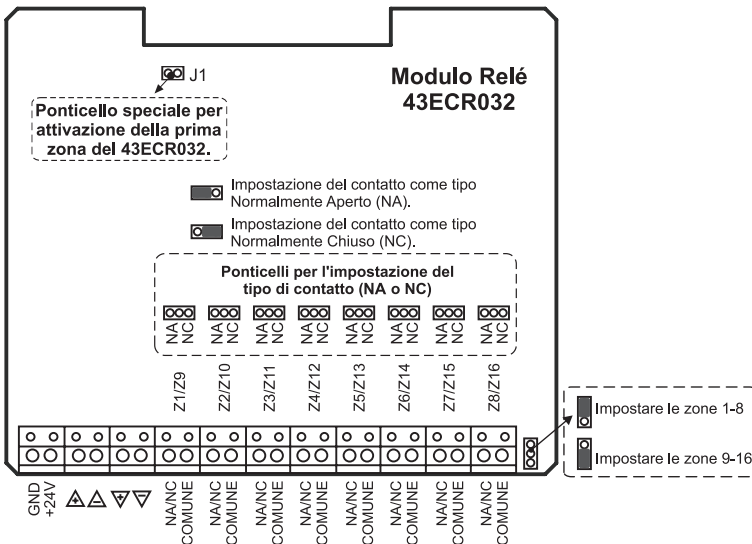 J1
Modulo Relé
43ECR032
Ponticello speciale per
attivazione della prima
zona del 43ECR032.
Impostazione del contatto come tipo
Normalmente Aperto (NA).
Impostazione del contatto come tipo
Normalmente Chiuso (NC).
Ponticelli per l'impostazione del
tipo di contatto (NA o NC)
NA NC NA NC NA NC NA NC NA NC NA NC NA NC NA NC
Z1/Z9 Z2/Z10 Z3/Z11 Z4/Z12 Z5/Z13 Z6/Z14 Z7/Z15 Z8/Z16
Impostare le zone 1-8
Impostare le zone 9-16
GND
+24V
+ - + -
NA/NC COMUNE NA/NC COMUNE NA/NC COMUNE NA/NC COMUNE NA/NC COMUNE NA/NC COMUNE NA/NC COMUNE NA/NC COMUNE